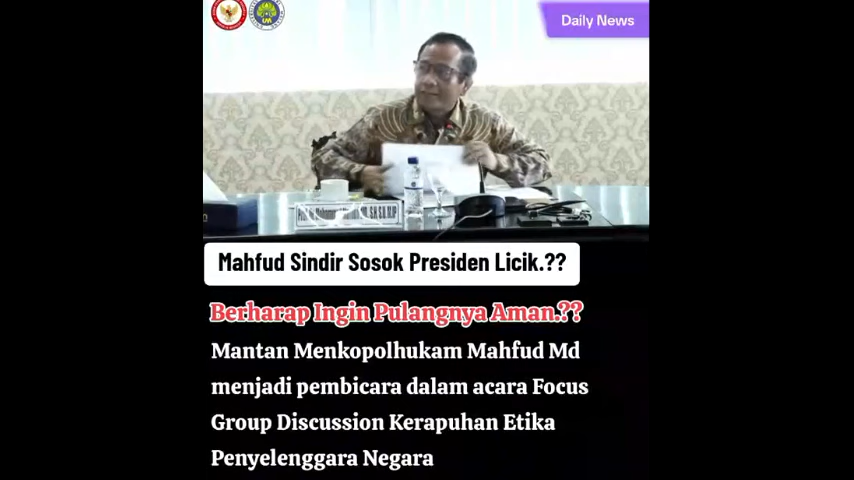 Daily News
Mahfud Sindir Sosok Presiden Licik.??
Berharap Ingin Pulangnya Aman.??
Mantan Menkopolhukam Mahfud Md
menjadi pembicara dalam acara Focus
Group Discussion Kerapuhan Etika
Penyelenggara Negara